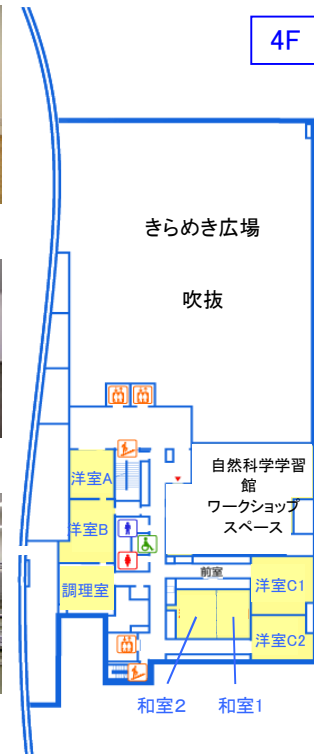 4F
きらめき広場
吹抜
洋室A
自然科学学習
館
ワークショップ
スペース
洋室B
前室
調理室
洋室C1
洋室C2
和室2
和室1